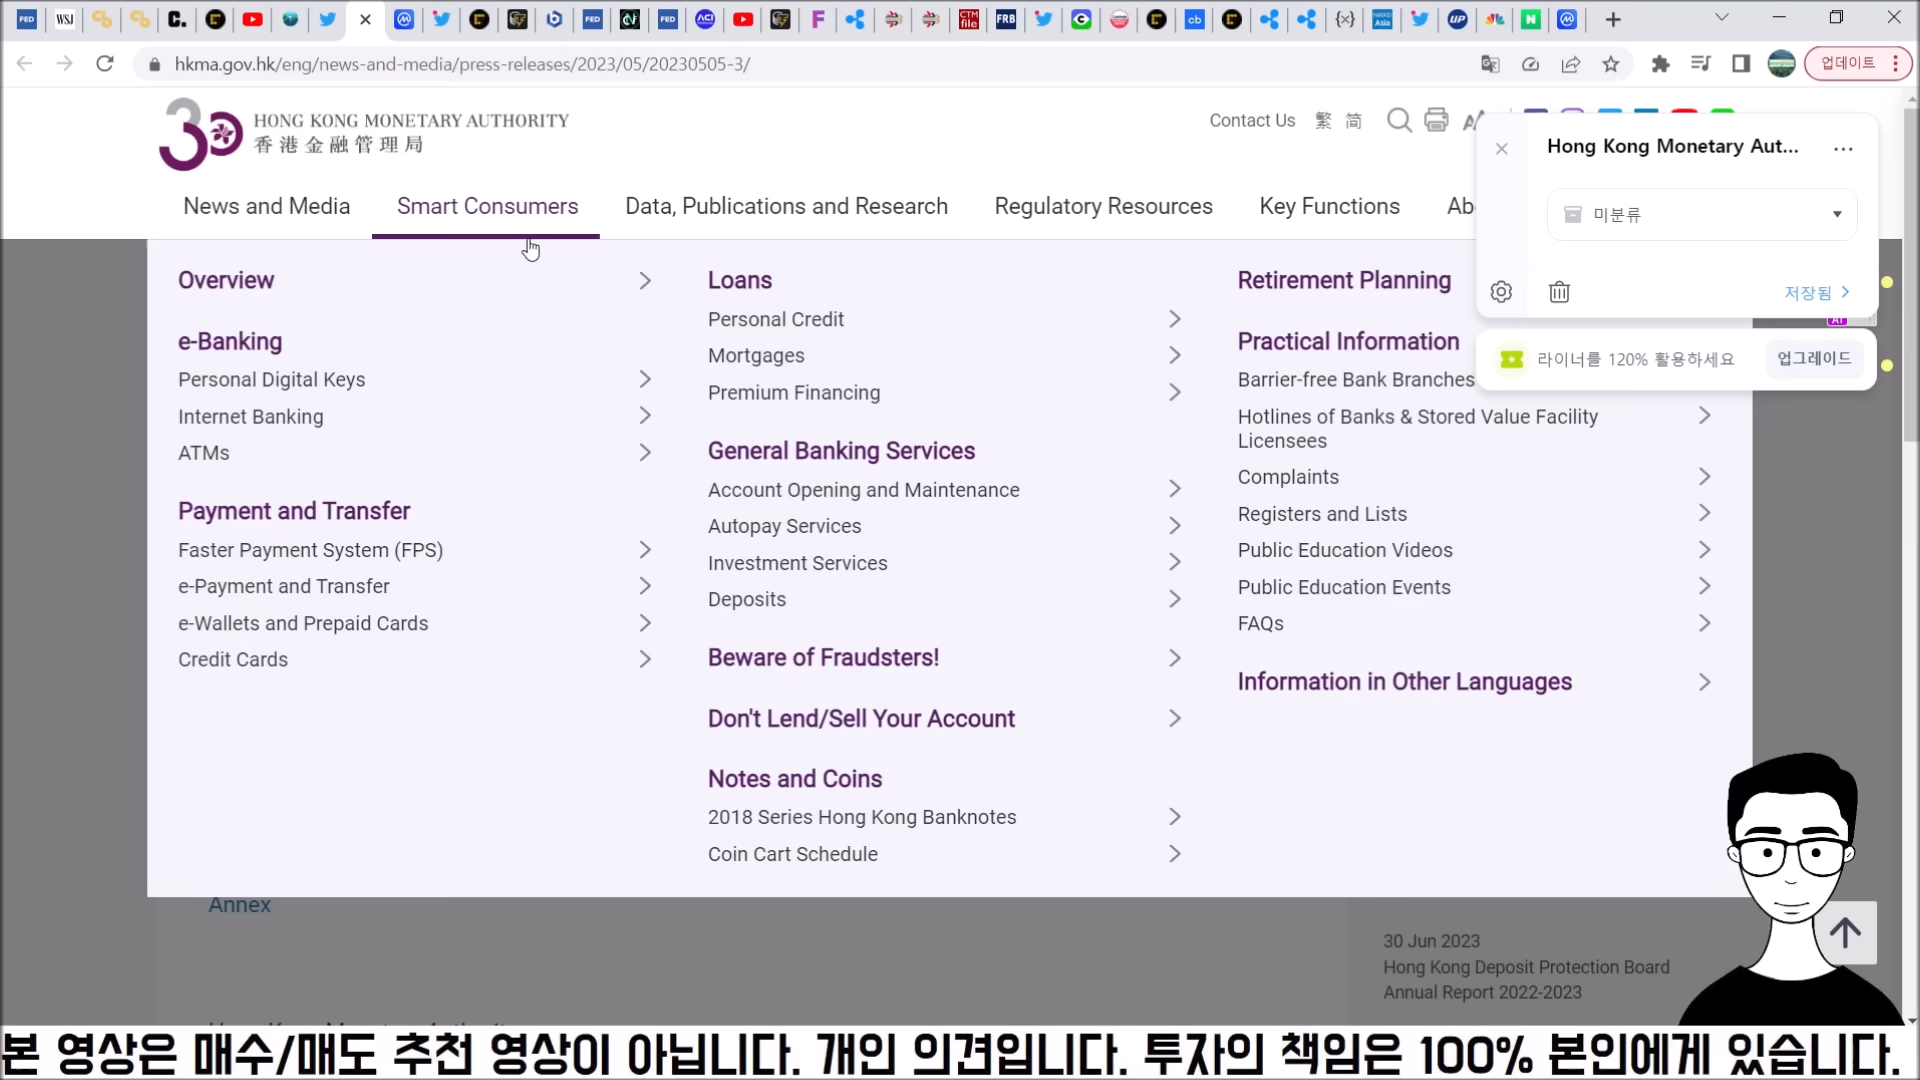 FED
WSJ
FED
FED
ACI
F
CTM
file
FRB
cb
{x}
NIKKEI
Asia
UP
N
hkma.gov.hk/eng/news-and-media/press-releases/2023/05/20230505-3/
업데이트
HONG KONG MONETARY AUTHORITY
香港金融管理局
Contact Us
繁
简
Hong Kong Monetary Aut...
미분류
저장됨
News and Media
Smart Consumers
Data, Publications and Research
Regulatory Resources
Key Functions
Ab
라이너를 120% 활용하세요
업그레이드
Overview
e-Banking
Personal Digital Keys
Internet Banking
ATMs
Payment and Transfer
Faster Payment System (FPS)
e-Payment and Transfer
e-Wallets and Prepaid Cards
Credit Cards
Loans
Personal Credit
Mortgages
Premium Financing
General Banking Services
Account Opening and Maintenance
Autopay Services
Investment Services
Deposits
Beware of Fraudsters!
Don't Lend/Sell Your Account
Notes and Coins
2018 Series Hong Kong Banknotes
Coin Cart Schedule
Retirement Planning
Practical Information
Barrier-free Bank Branches
Hotlines of Banks & Stored Value Facility
Licensees
Complaints
Registers and Lists
Public Education Videos
Public Education Events
FAQs
Information in Other Languages
Annex
30 Jun 2023
Hong Kong Deposit Protection Board
Annual Report 2022-2023
본 영상은 매수/매도 추천 영상이 아닙니다. 개인 의견입니다. 투자의 책임은 100% 본인에게 있습니다.